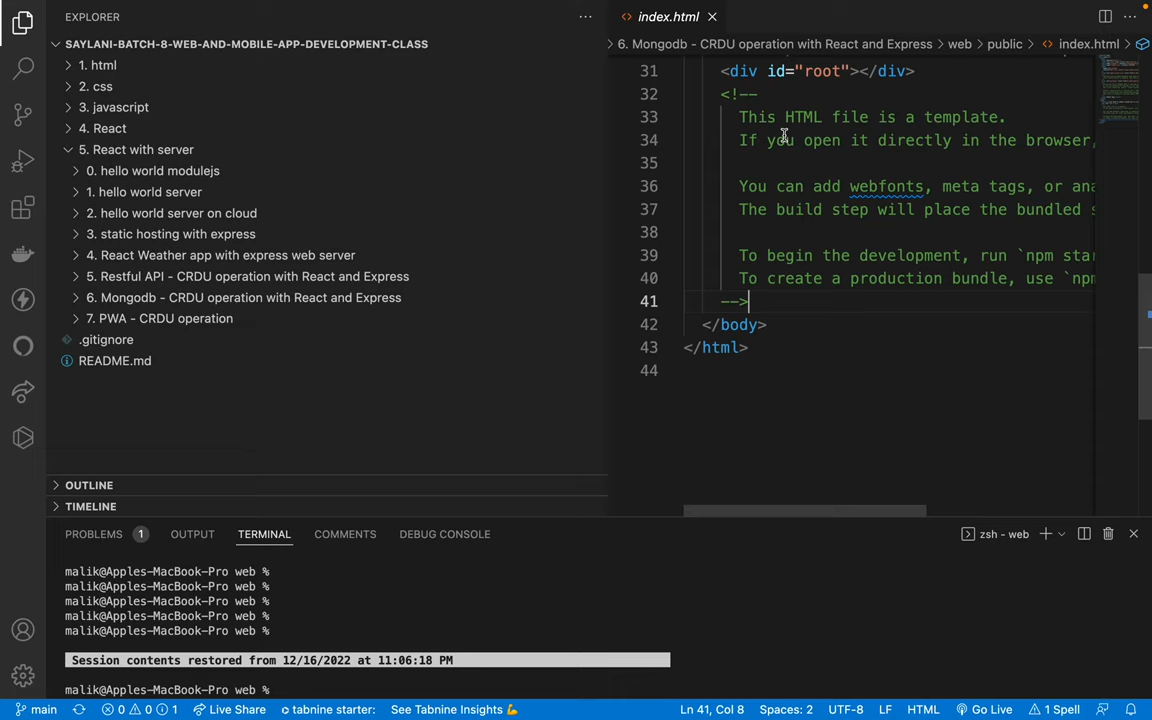 EXPLORER
index.html
SAYLANI-BATCH-8-WEB-AND-MOBILE-APP-DEVELOPMENT-CLASS
1. html
2. css
3. javascript
4. React
5. React with server
0. hello world modulejs
1. hello world server
2. hello world server on cloud
3. static hosting with express
4. React Weather app with express web server
5. Restful API - CRDU operation with React and Express
6. Mongodb - CRDU operation with React and Express
7. PWA - CRDU operation
.gitignore
README.md
OUTLINE
TIMELINE
6. Mongodb - CRDU operation with React and Express > web > public > index.html
31 <div id="root"></div>
32 <!--
33 This HTML file is a template.
34 If you open it directly in the browser,
35
36 You can add webfonts, meta tags, or ana
37 The build step will place the bundled s
38
39 To begin the development, run `npm star
40 To create a production bundle, use `npm
41 -->
42 </body>
43 </html>
44
PROBLEMS 1 OUTPUT TERMINAL COMMENTS DEBUG CONSOLE zsh - web
malik@Apples-MacBook-Pro web %
malik@Apples-MacBook-Pro web %
malik@Apples-MacBook-Pro web %
malik@Apples-MacBook-Pro web %
malik@Apples-MacBook-Pro web %
Session contents restored from 12/16/2022 at 11:06:18 PM
malik@Apples-MacBook-Pro web %
main 0 0 1 Live Share tabnine starter: See Tabnine Insights 💪 Ln 41, Col 8 Spaces: 2 UTF-8 LF HTML Go Live 1 Spell